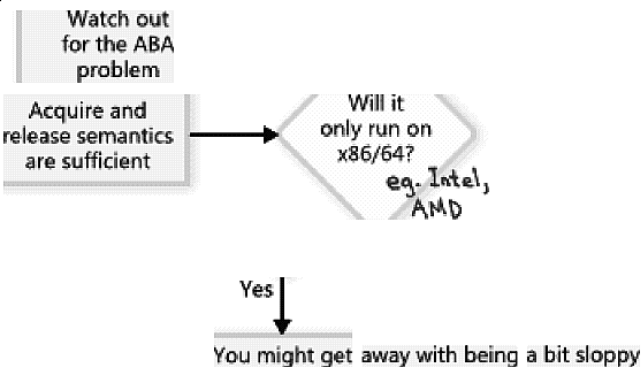 Watch out
for the ABA
problem
Acquire and
release semantics
are sufficient
Will it
only run on
x86/64?
eg. Intel,
AMD
Yes
You might get away with being a bit sloppy